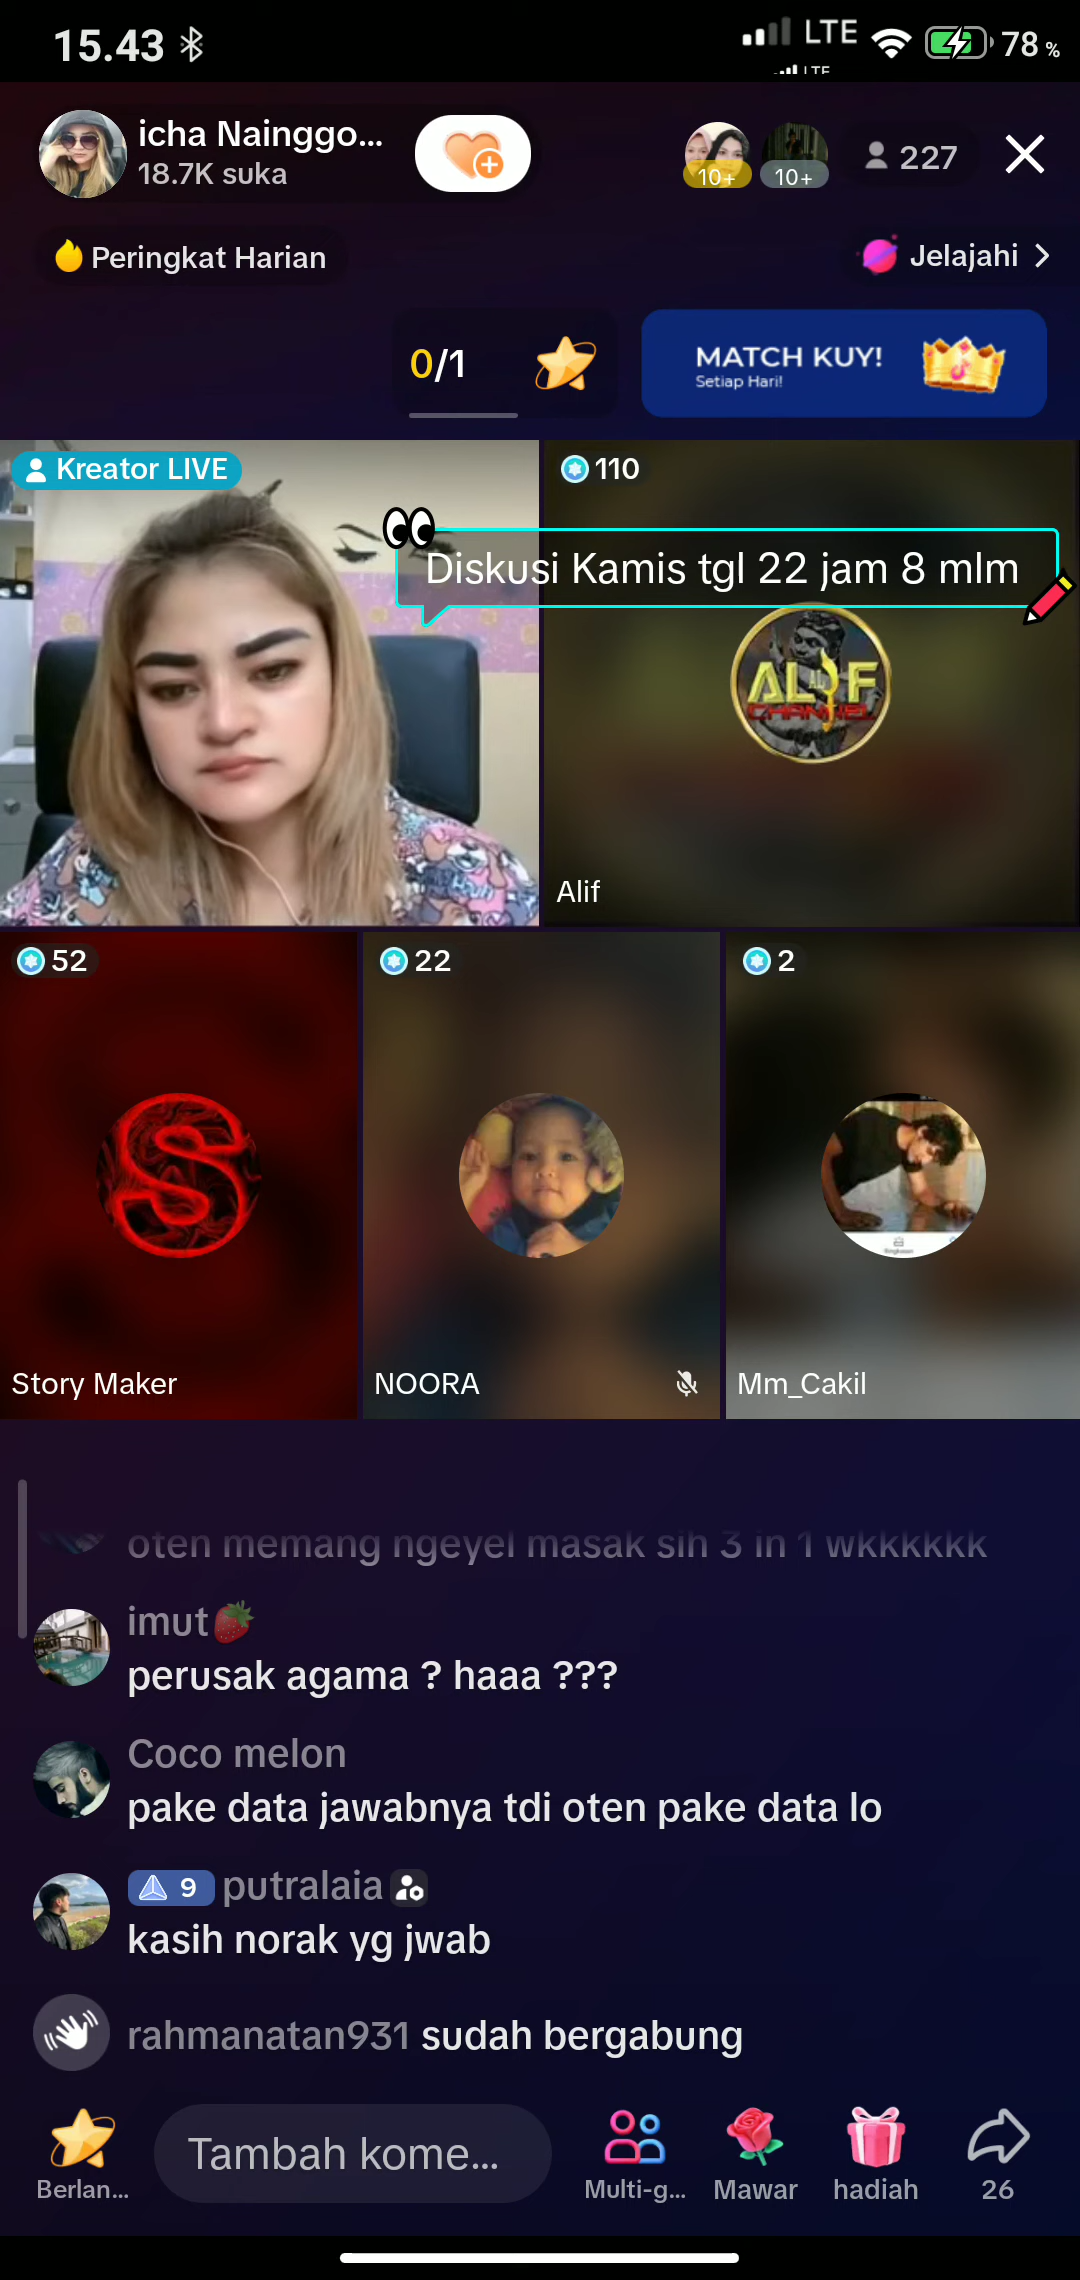 15.43
LTE
LTE
78 %
icha Nainggo...
18.7K suka
10+
10+
227
Peringkat Harian
Jelajahi
0/1
MATCH KUY!
Setiap Hari!
Kreator LIVE
110
Diskusi Kamis tgl 22 jam 8 mlm
ALIF
CHANNEL
Alif
52
22
2
S
Story Maker
NOORA
Mm_Cakil
oten memang ngeyel masak sih 3 in 1 wkkkkkk
imut🍓
perusak agama ? haaa ???
Coco melon
pake data jawabnya tdi oten pake data lo
9 putralaia
kasih norak yg jwab
rahmanatan931 sudah bergabung
Berlan...
Tambah kome...
Multi-g...
Mawar
hadiah
26